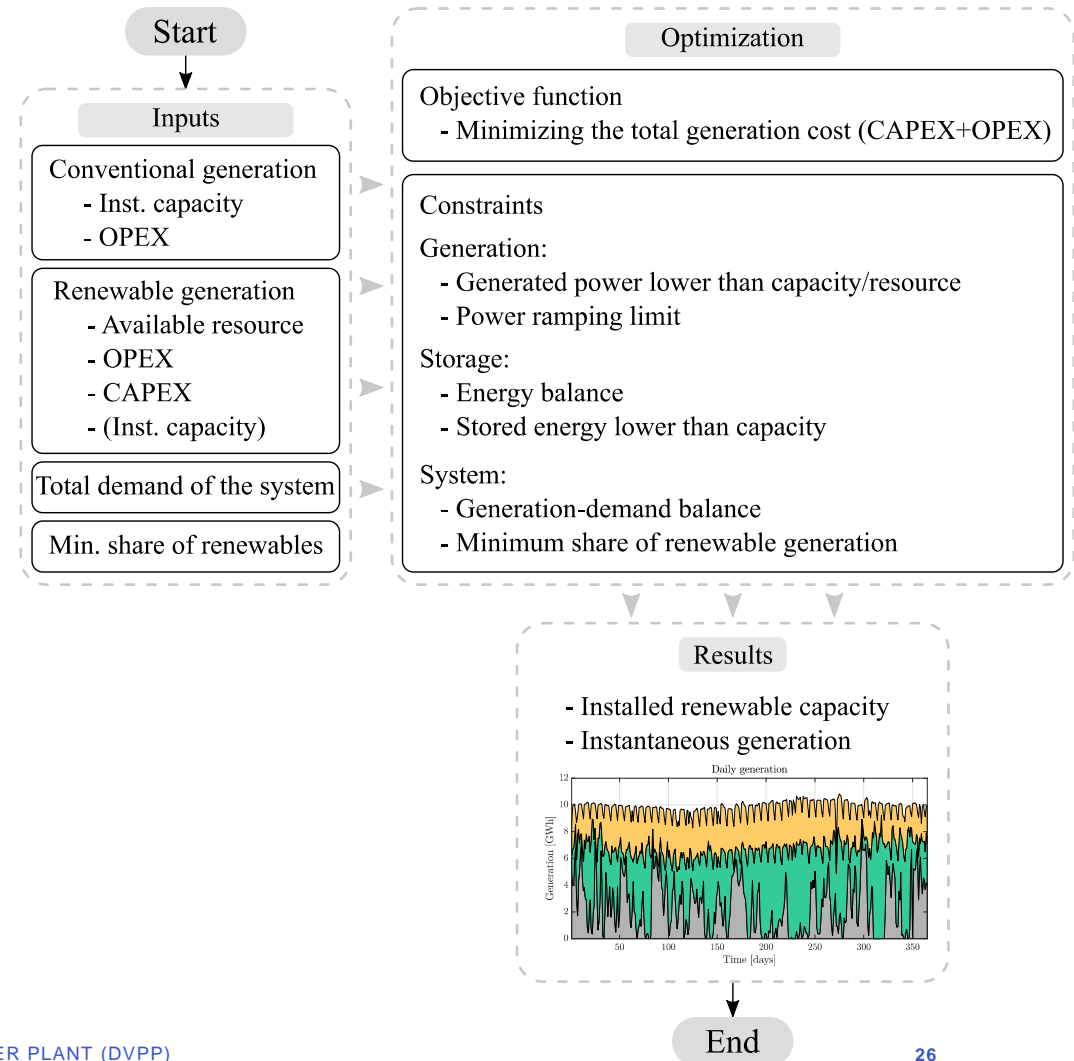 Start
Inputs
Conventional generation
- Inst. capacity
- OPEX
Renewable generation
- Available resource
- OPEX
- CAPEX
- (Inst. capacity)
Total demand of the system
Min. share of renewables
Optimization
Objective function
- Minimizing the total generation cost (CAPEX+OPEX)
Constraints
Generation:
- Generated power lower than capacity/resource
- Power ramping limit
Storage:
- Energy balance
- Stored energy lower than capacity
System:
- Generation-demand balance
- Minimum share of renewable generation
Results
- Installed renewable capacity
- Instantaneous generation
Daily generation
Generation [GWh]
12
10
8
6
4
2
0
50 100 150 200 250 300 350
Time [days]
End
ER PLANT (DVPP)
26